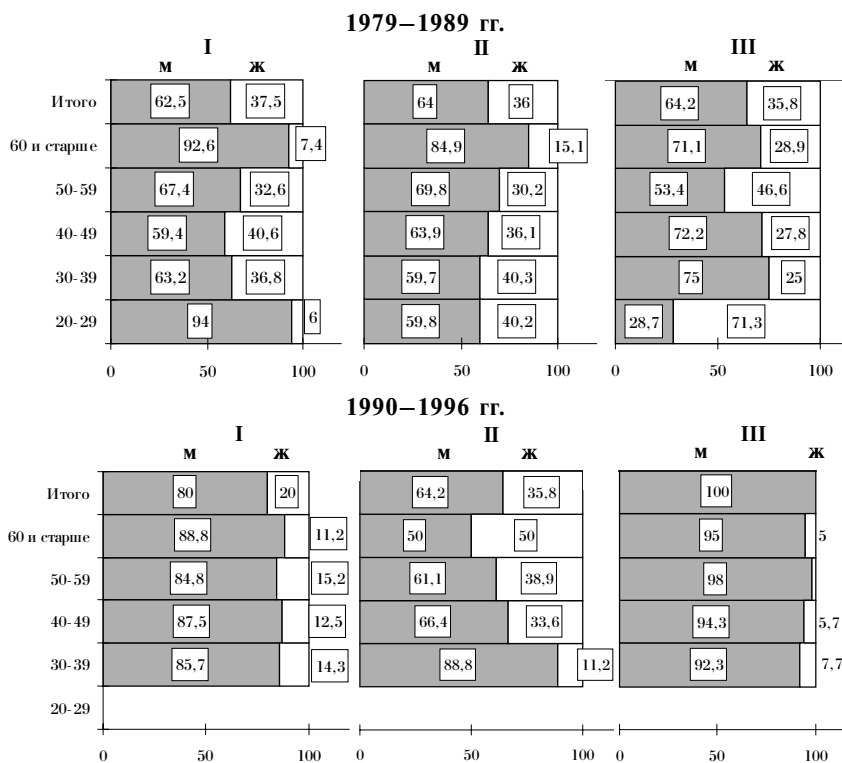 1979–1989 гг.
I II III
м ж м ж м ж
Итого 62,5 37,5 64 36 64,2 35,8
60 и старше 92,6 7,4 84,9 15,1 71,1 28,9
50-59 67,4 32,6 69,8 30,2 53,4 46,6
40-49 59,4 40,6 63,9 36,1 72,2 27,8
30-39 63,2 36,8 59,7 40,3 75 25
20-29 94 6 59,8 40,2 28,7 71,3
0 50 100 0 50 100 0 50 100
1990–1996 гг.
I II III
м ж м ж м ж
Итого 80 20 64,2 35,8 100
60 и старше 88,8 11,2 50 50 95 5
50-59 84,8 15,2 61,1 38,9 98
40-49 87,5 12,5 66,4 33,6 94,3 5,7
30-39 85,7 14,3 88,8 11,2 92,3 7,7
20-29
0 50 100 0 50 100 0 50 100